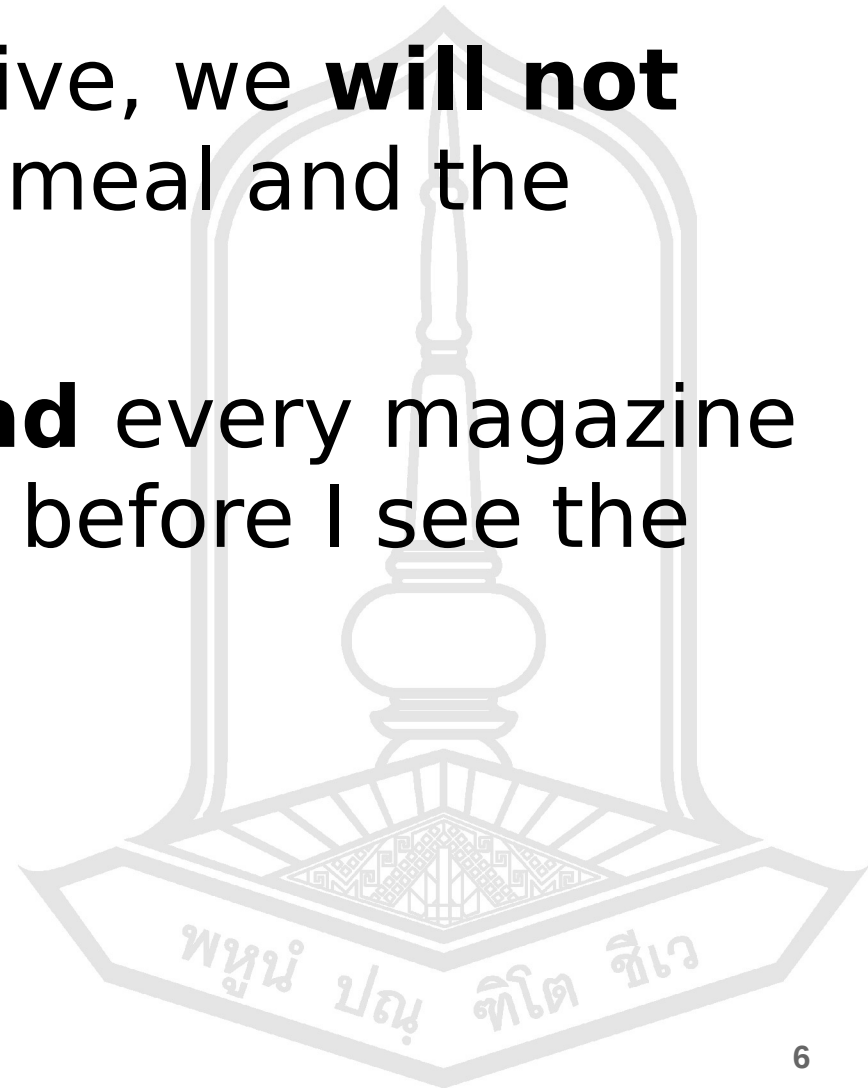 ive, we will not
meal and the
nd every magazine
before I see the
พหูนํ ปณฺฑิโต ชีเว
6